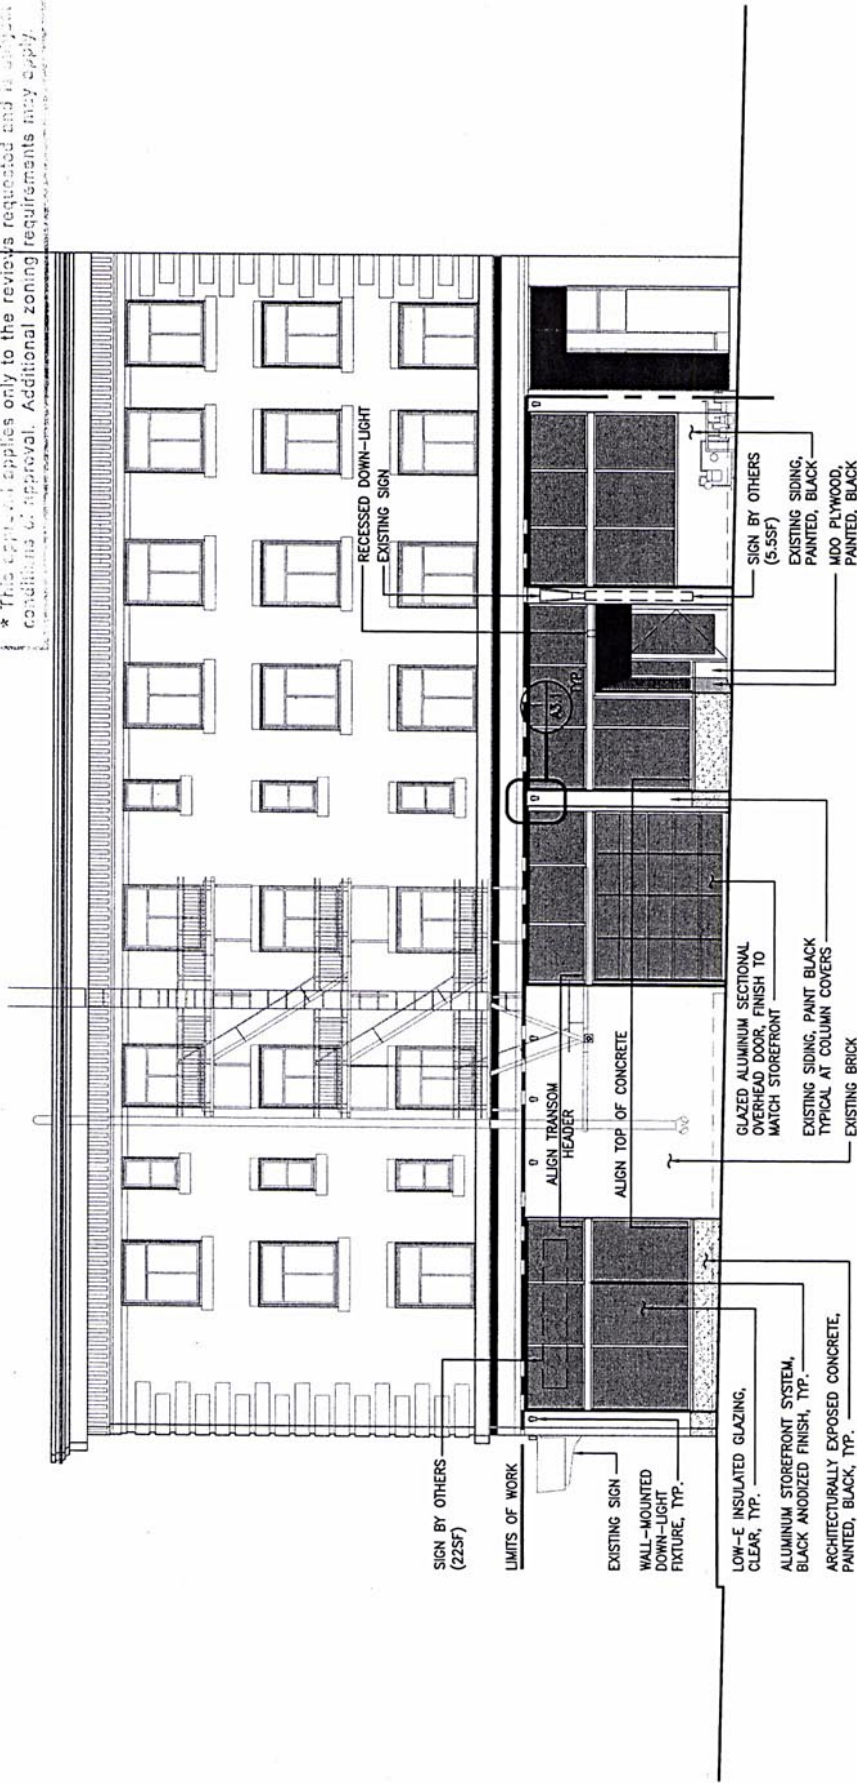 * This approval applies only to the reviews requested and is subject
conditions of approval. Additional zoning requirements may apply.
RECESSED DOWN-LIGHT
EXISTING SIGN
SIGN BY OTHERS
(22SF)
LIMITS OF WORK
EXISTING SIGN
WALL-MOUNTED
DOWN-LIGHT
FIXTURE, TYP.
LOW-E INSULATED GLAZING,
CLEAR, TYP.
ALUMINUM STOREFRONT SYSTEM,
BLACK ANODIZED FINISH, TYP.
ARCHITECTURALLY EXPOSED CONCRETE,
PAINTED, BLACK, TYP.
ALIGN TRANSOM
HEADER
ALIGN TOP OF CONCRETE
GLAZED ALUMINUM SECTIONAL
OVERHEAD DOOR, FINISH TO
MATCH STOREFRONT
EXISTING SIDING, PAINT BLACK
TYPICAL AT COLUMN COVERS
EXISTING BRICK
TYP.
SIGN BY OTHERS
(5.5SF)
EXISTING SIDING,
PAINTED, BLACK
MDO PLYWOOD,
PAINTED, BLACK